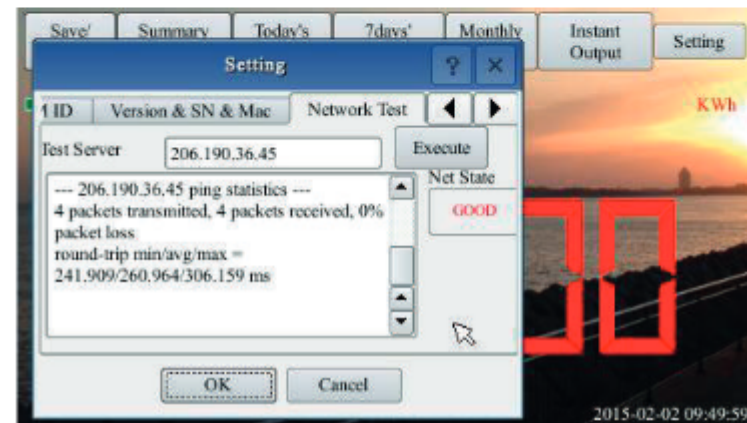 Save/
Summary
Today's
7days'
Monthly
Instant
Output
Setting
Setting
? ×
M ID
Version & SN & Mac
Network Test
KWh
Test Server
206.190.36.45
Execute
Net State
GOOD
--- 206.190.36.45 ping statistics ---
4 packets transmitted, 4 packets received, 0%
packet loss
round-trip min/avg/max =
241.909/260.964/306.159 ms
OK
Cancel
2015-02-02 09:49:59